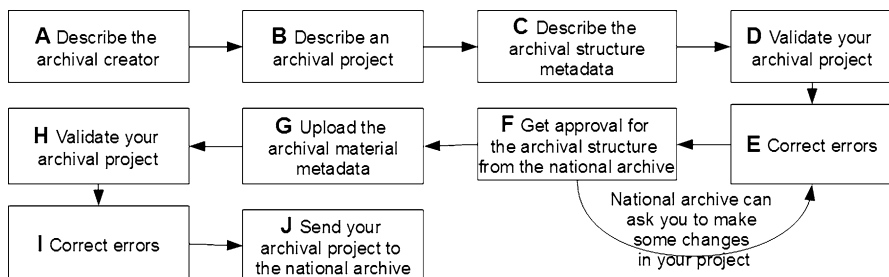 A Describe the
archival creator
B Describe an
archival project
C Describe the
archival structure
metadata
D Validate your
archival project
E Correct errors
F Get approval for
the archival structure
from the national archive
G Upload the
archival material
metadata
H Validate your
archival project
National archive can
ask you to make
some changes
in your project
I Correct errors
J Send your
archival project to
the national archive